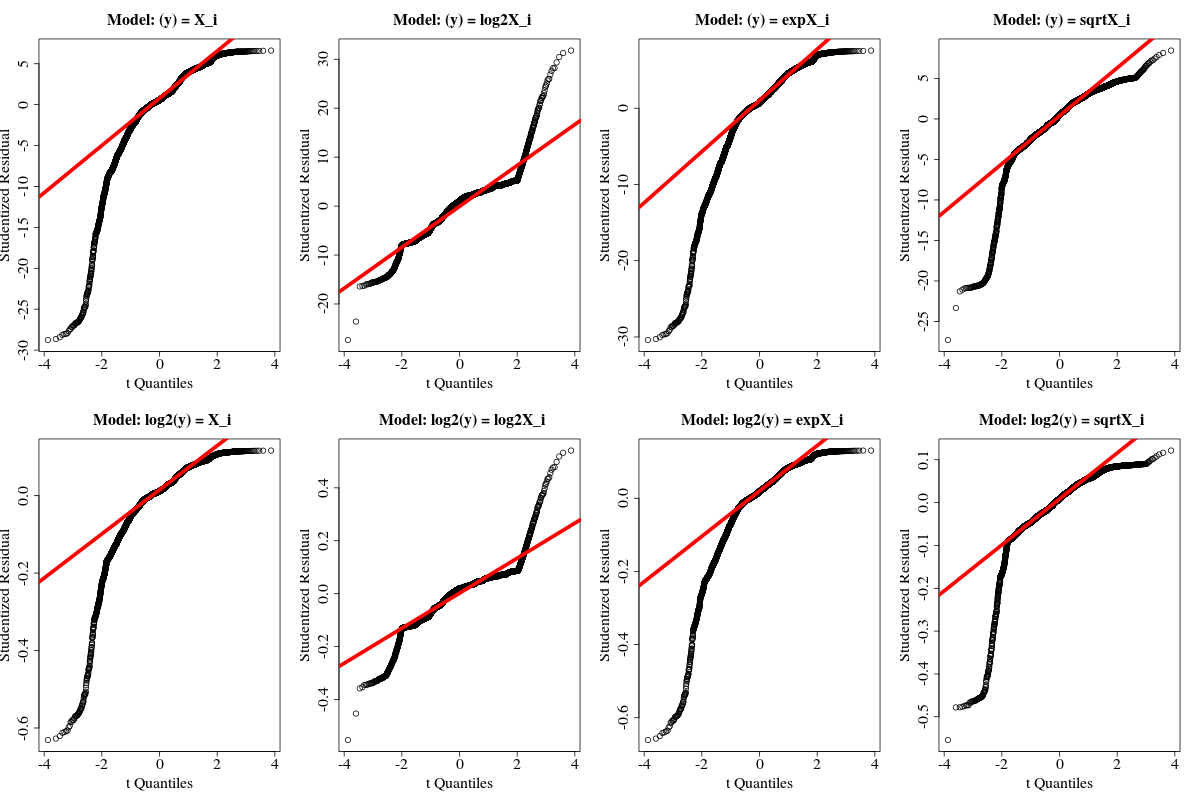 Model: (y) = X_i
Studentized Residual
5
0
-5
-10
-15
-20
-25
-30
-4 -2 0 2 4
t Quantiles
Model: (y) = log2X_i
Studentized Residual
30
20
10
0
-10
-20
-4 -2 0 2 4
t Quantiles
Model: (y) = expX_i
Studentized Residual
0
-10
-20
-30
-4 -2 0 2 4
t Quantiles
Model: (y) = sqrtX_i
Studentized Residual
5
0
-5
-10
-15
-20
-25
-4 -2 0 2 4
t Quantiles
Model: log2(y) = X_i
Studentized Residual
0.0
-0.2
-0.4
-0.6
-4 -2 0 2 4
t Quantiles
Model: log2(y) = log2X_i
Studentized Residual
0.4
0.2
0.0
-0.2
-0.4
-4 -2 0 2 4
t Quantiles
Model: log2(y) = expX_i
Studentized Residual
0.0
-0.2
-0.4
-0.6
-4 -2 0 2 4
t Quantiles
Model: log2(y) = sqrtX_i
Studentized Residual
0.1
0.0
-0.1
-0.2
-0.3
-0.4
-0.5
-4 -2 0 2 4
t Quantiles